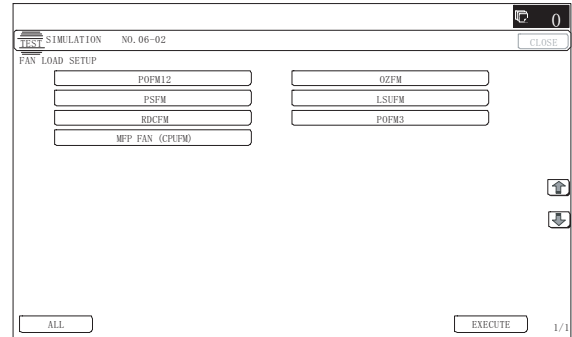 0
TEST SIMULATION NO. 06-02 CLOSE
FAN LOAD SETUP
POFM12 OZFM
PSFM LSUFM
RDCFM POFM3
MFP FAN (CPUFM)
ALL EXECUTE 1/1